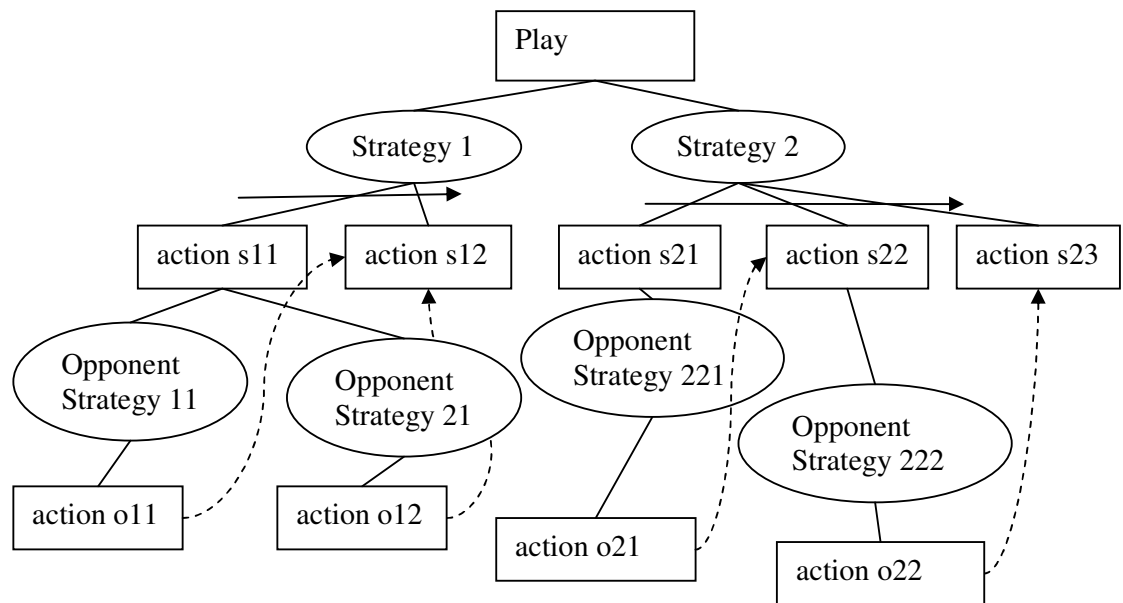 Play
Strategy 1
Strategy 2
action s11
action s12
action s21
action s22
action s23
Opponent
Strategy 11
Opponent
Strategy 21
Opponent
Strategy 221
Opponent
Strategy 222
action o11
action o12
action o21
action o22